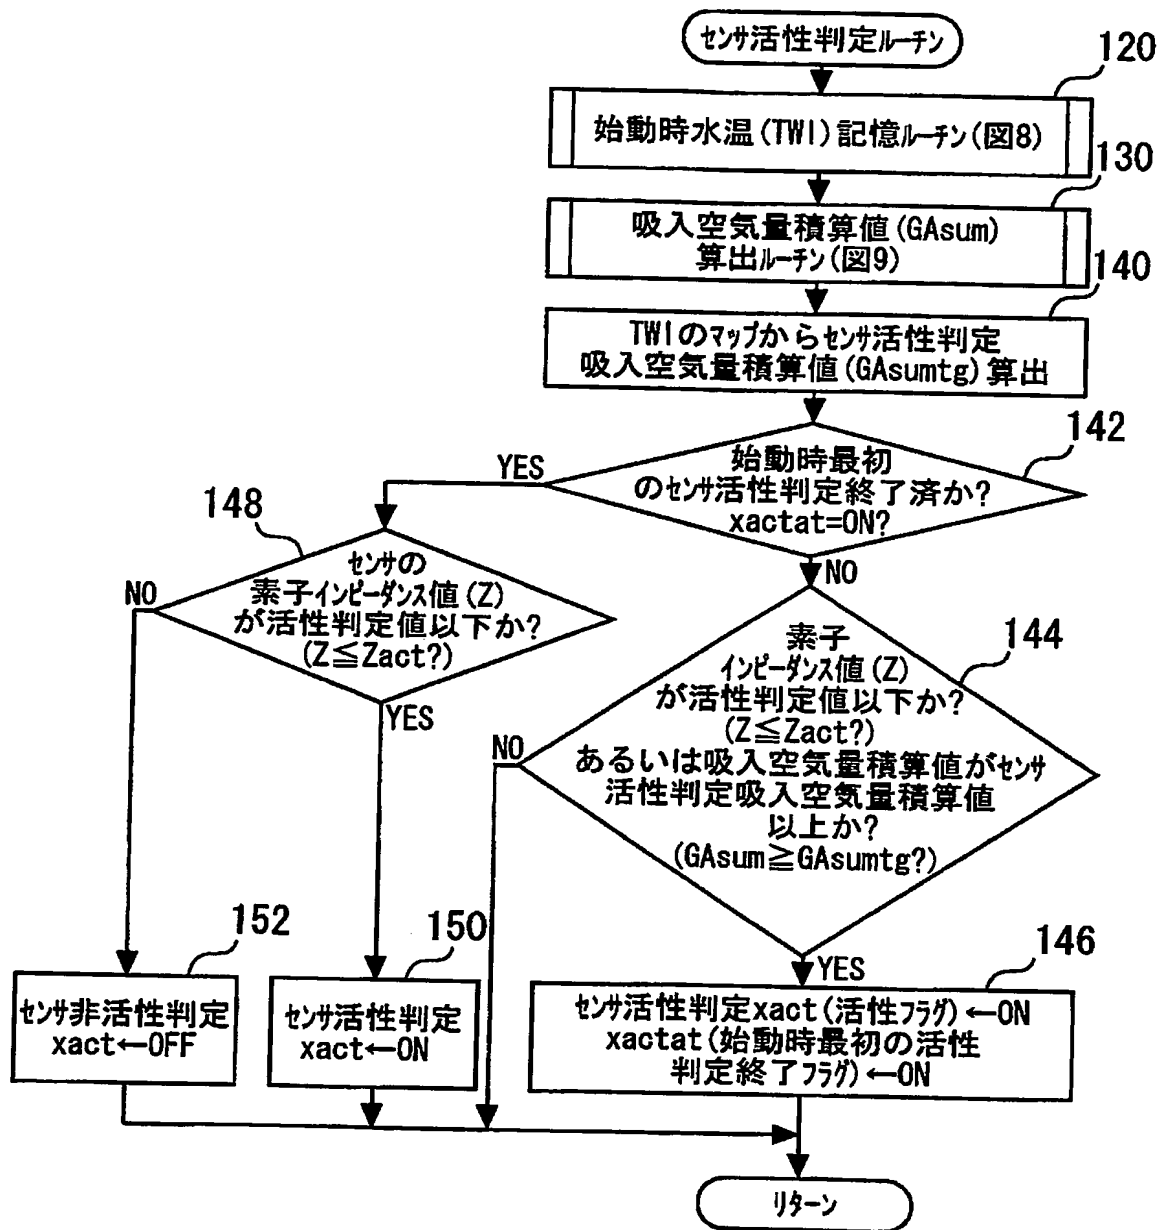 センサ活性判定ルーチン
120
始動時水温(TWI)記憶ルーチン(図8)
130
吸入空気量積算値(GAsum)
算出ルーチン(図9)
140
TWIのマップからセンサ活性判定
吸入空気量積算値(GAsumtg)算出
142
始動時最初
のセンサ活性判定終了済か?
xactat=ON?
YES
NO
148
センサの
素子インピーダンス値(Z)
が活性判定値以下か?
(Z≦Zact?)
NO
YES
144
素子
インピーダンス値(Z)
が活性判定値以下か?
(Z≦Zact?)
あるいは吸入空気量積算値がセンサ
活性判定吸入空気量積算値
以上か?
(GAsum≧GAsumtg?)
NO
YES
152
センサ非活性判定
xact←OFF
150
センサ活性判定
xact←ON
146
センサ活性判定xact(活性フラグ)←ON
xactat(始動時最初の活性
判定終了フラグ)←ON
リターン